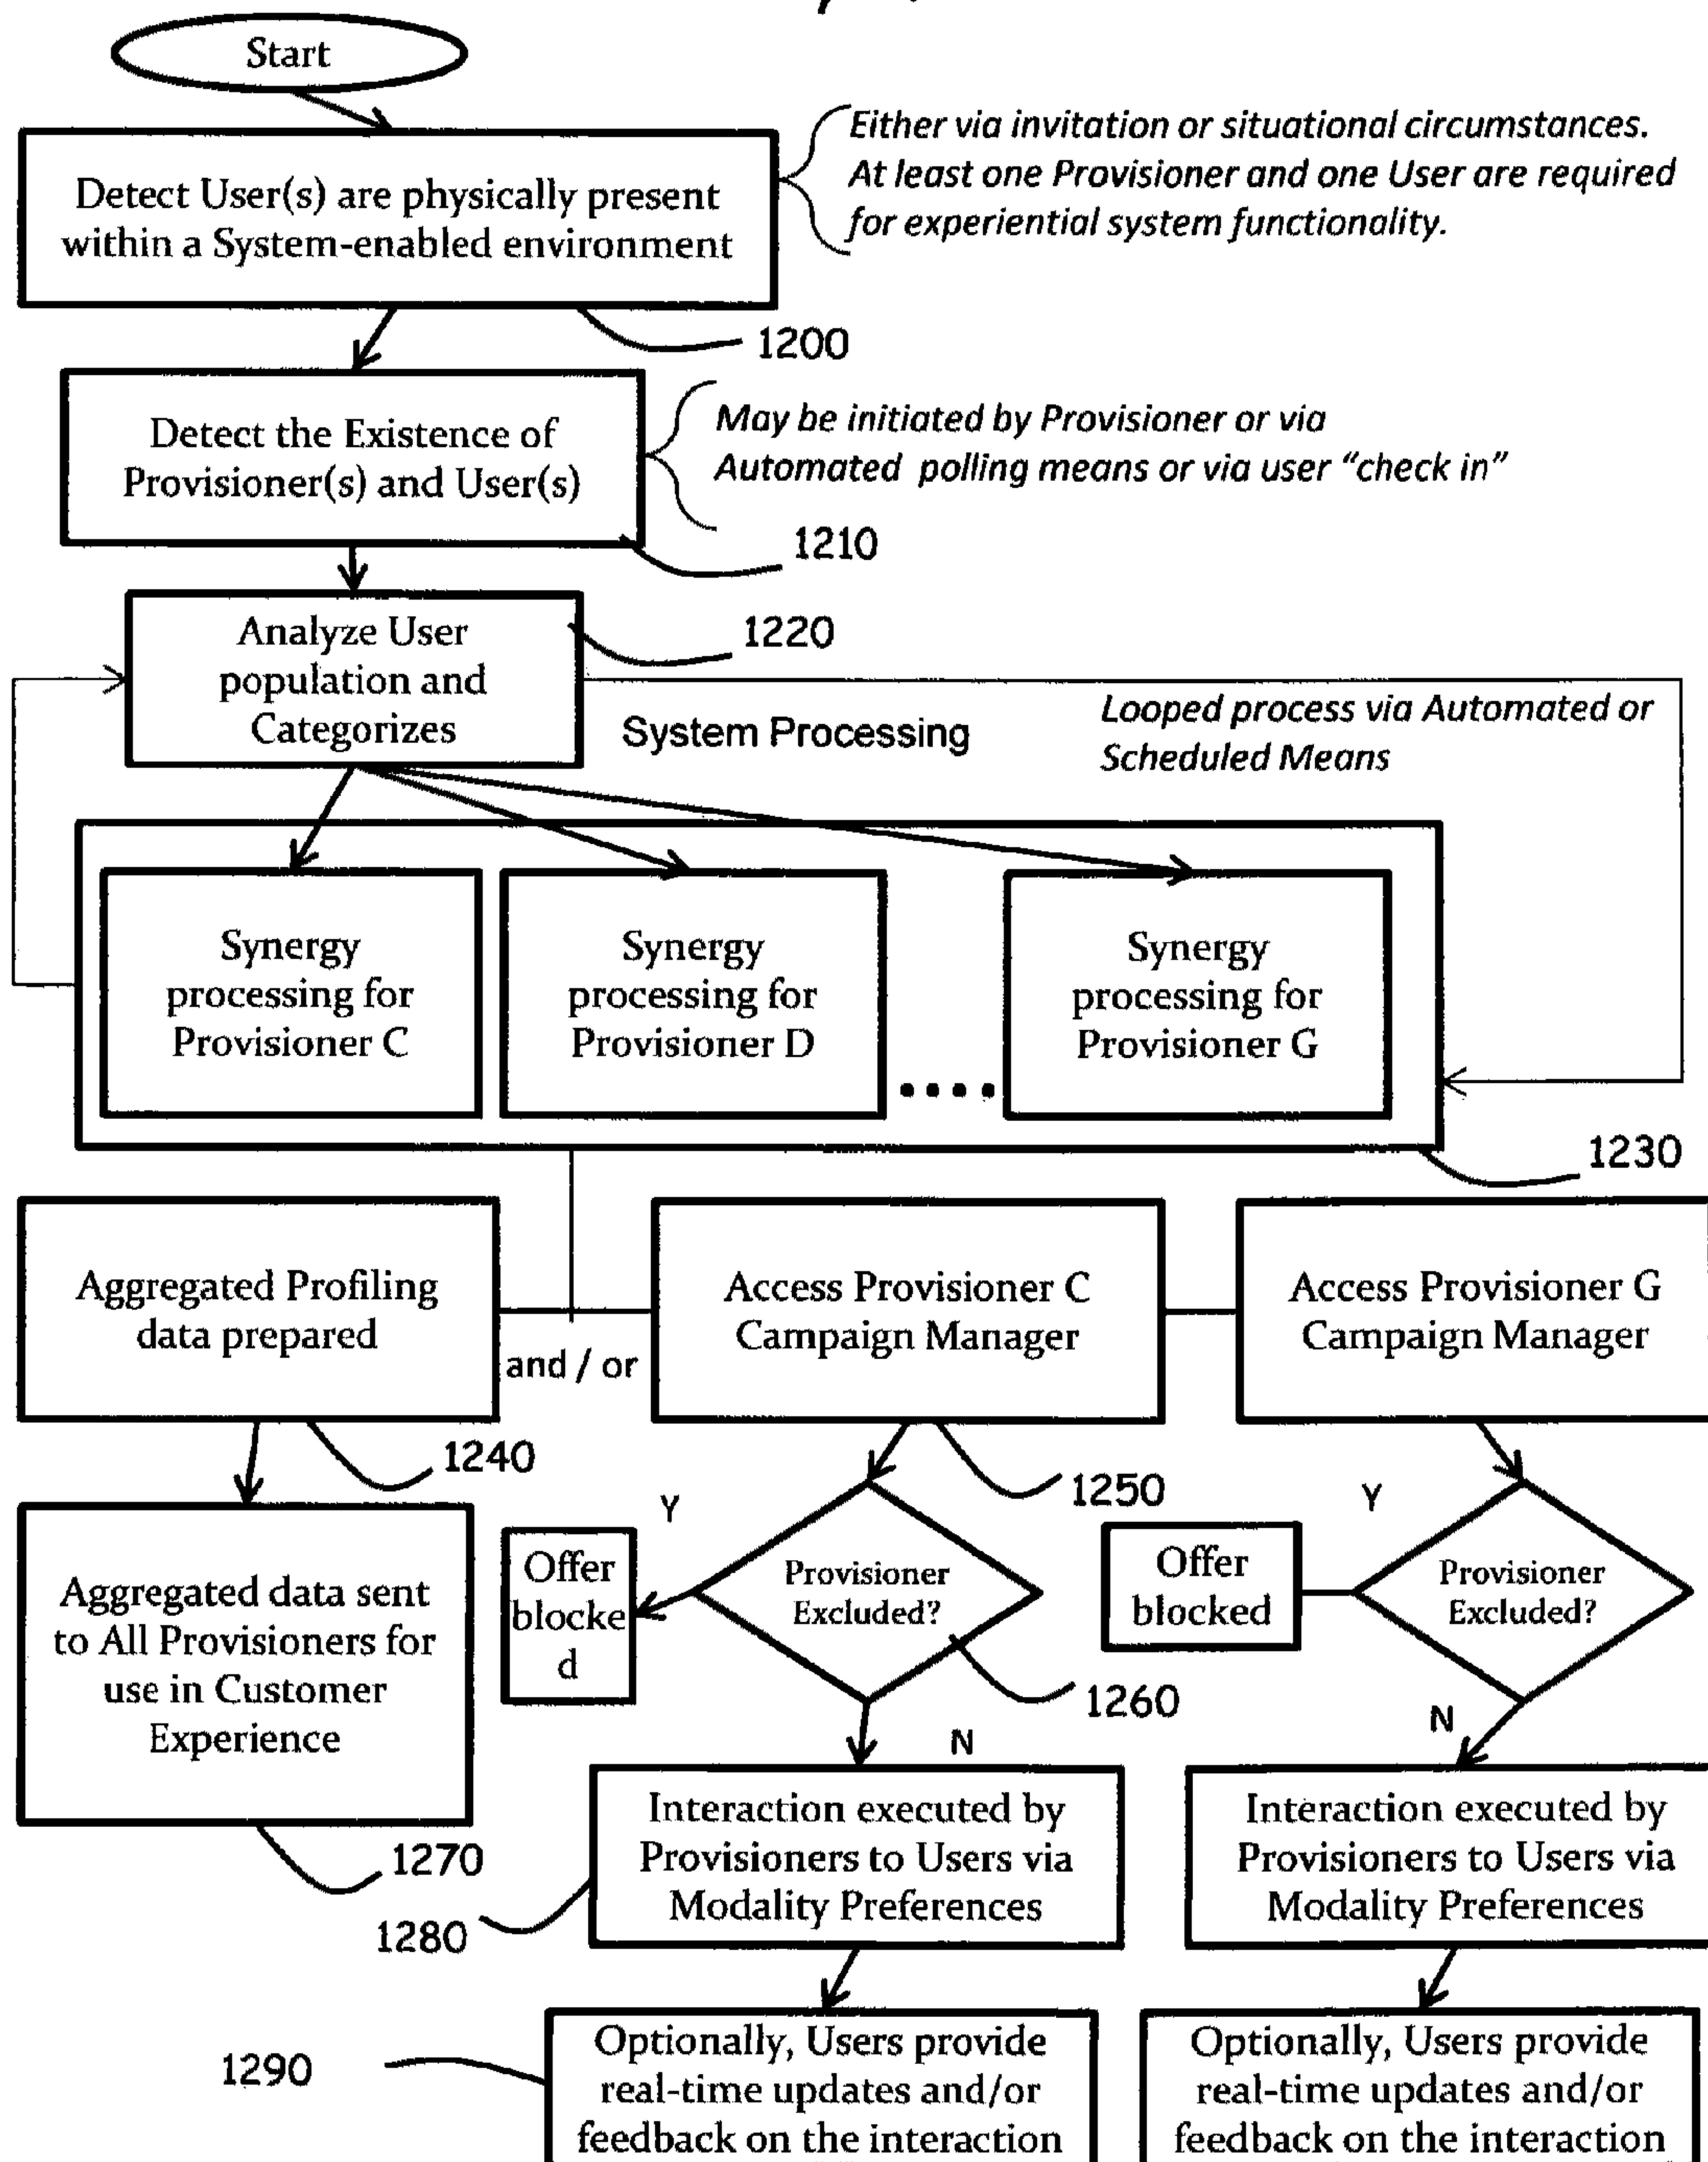 Start
Detect User(s) are physically present
within a System-enabled environment
Either via invitation or situational circumstances.
At least one Provisioner and one User are required
for experiential system functionality.
1200
Detect the Existence of
Provisioner(s) and User(s)
May be initiated by Provisioner or via
Automated polling means or via user “check in”
1210
Analyze User
population and
Categorizes
1220
System Processing
Looped process via Automated or
Scheduled Means
Synergy
processing for
Provisioner C
Synergy
processing for
Provisioner D
....
Synergy
processing for
Provisioner G
1230
Aggregated Profiling
data prepared
and / or
Access Provisioner C
Campaign Manager
Access Provisioner G
Campaign Manager
1240
1250
Aggregated data sent
to All Provisioners for
use in Customer
Experience
Y
Offer
blocke
d
Provisioner
Excluded?
Y
Offer
blocked
Provisioner
Excluded?
1260
N
N
1270
1280
Interaction executed by
Provisioners to Users via
Modality Preferences
Interaction executed by
Provisioners to Users via
Modality Preferences
1290
Optionally, Users provide
real-time updates and/or
feedback on the interaction
Optionally, Users provide
real-time updates and/or
feedback on the interaction